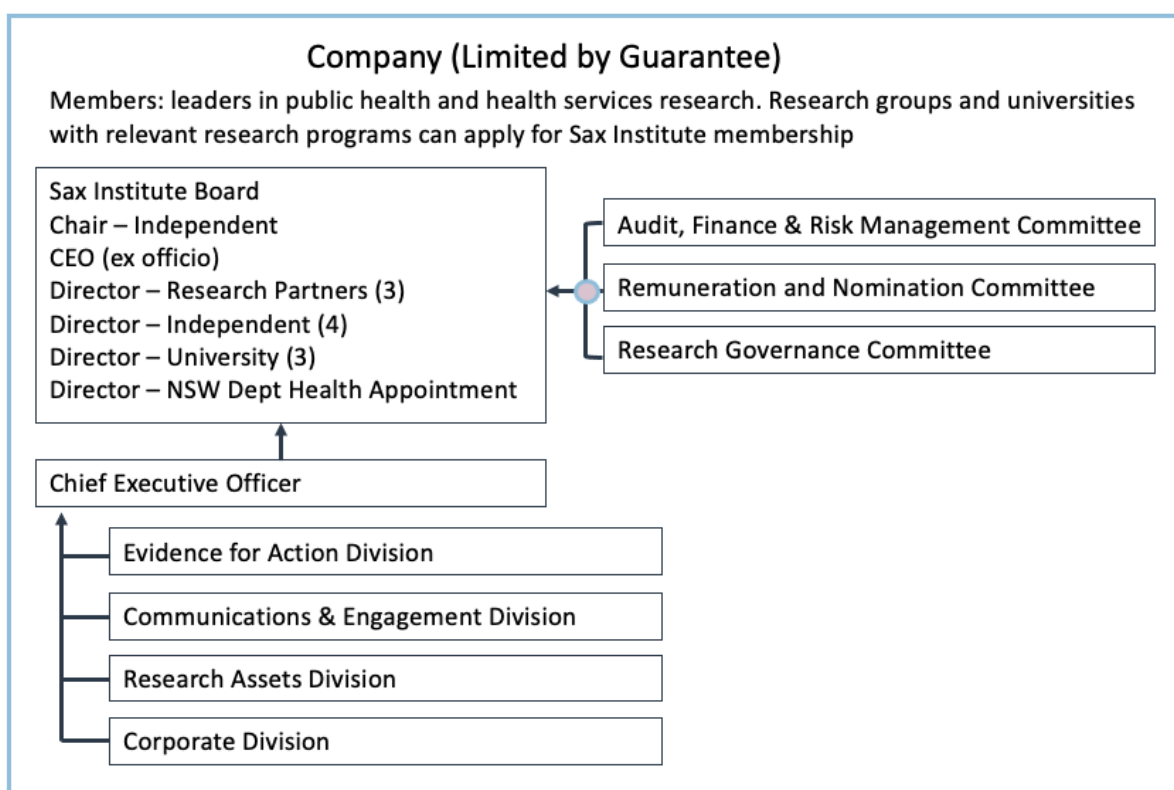 Company (Limited by Guarantee)
Members: leaders in public health and health services research. Research groups and universities
with relevant research programs can apply for Sax Institute membership
Sax Institute Board
Chair – Independent
CEO (ex officio)
Director – Research Partners (3)
Director – Independent (4)
Director – University (3)
Director – NSW Dept Health Appointment
Audit, Finance & Risk Management Committee
Remuneration and Nomination Committee
Research Governance Committee
Chief Executive Officer
Evidence for Action Division
Communications & Engagement Division
Research Assets Division
Corporate Division